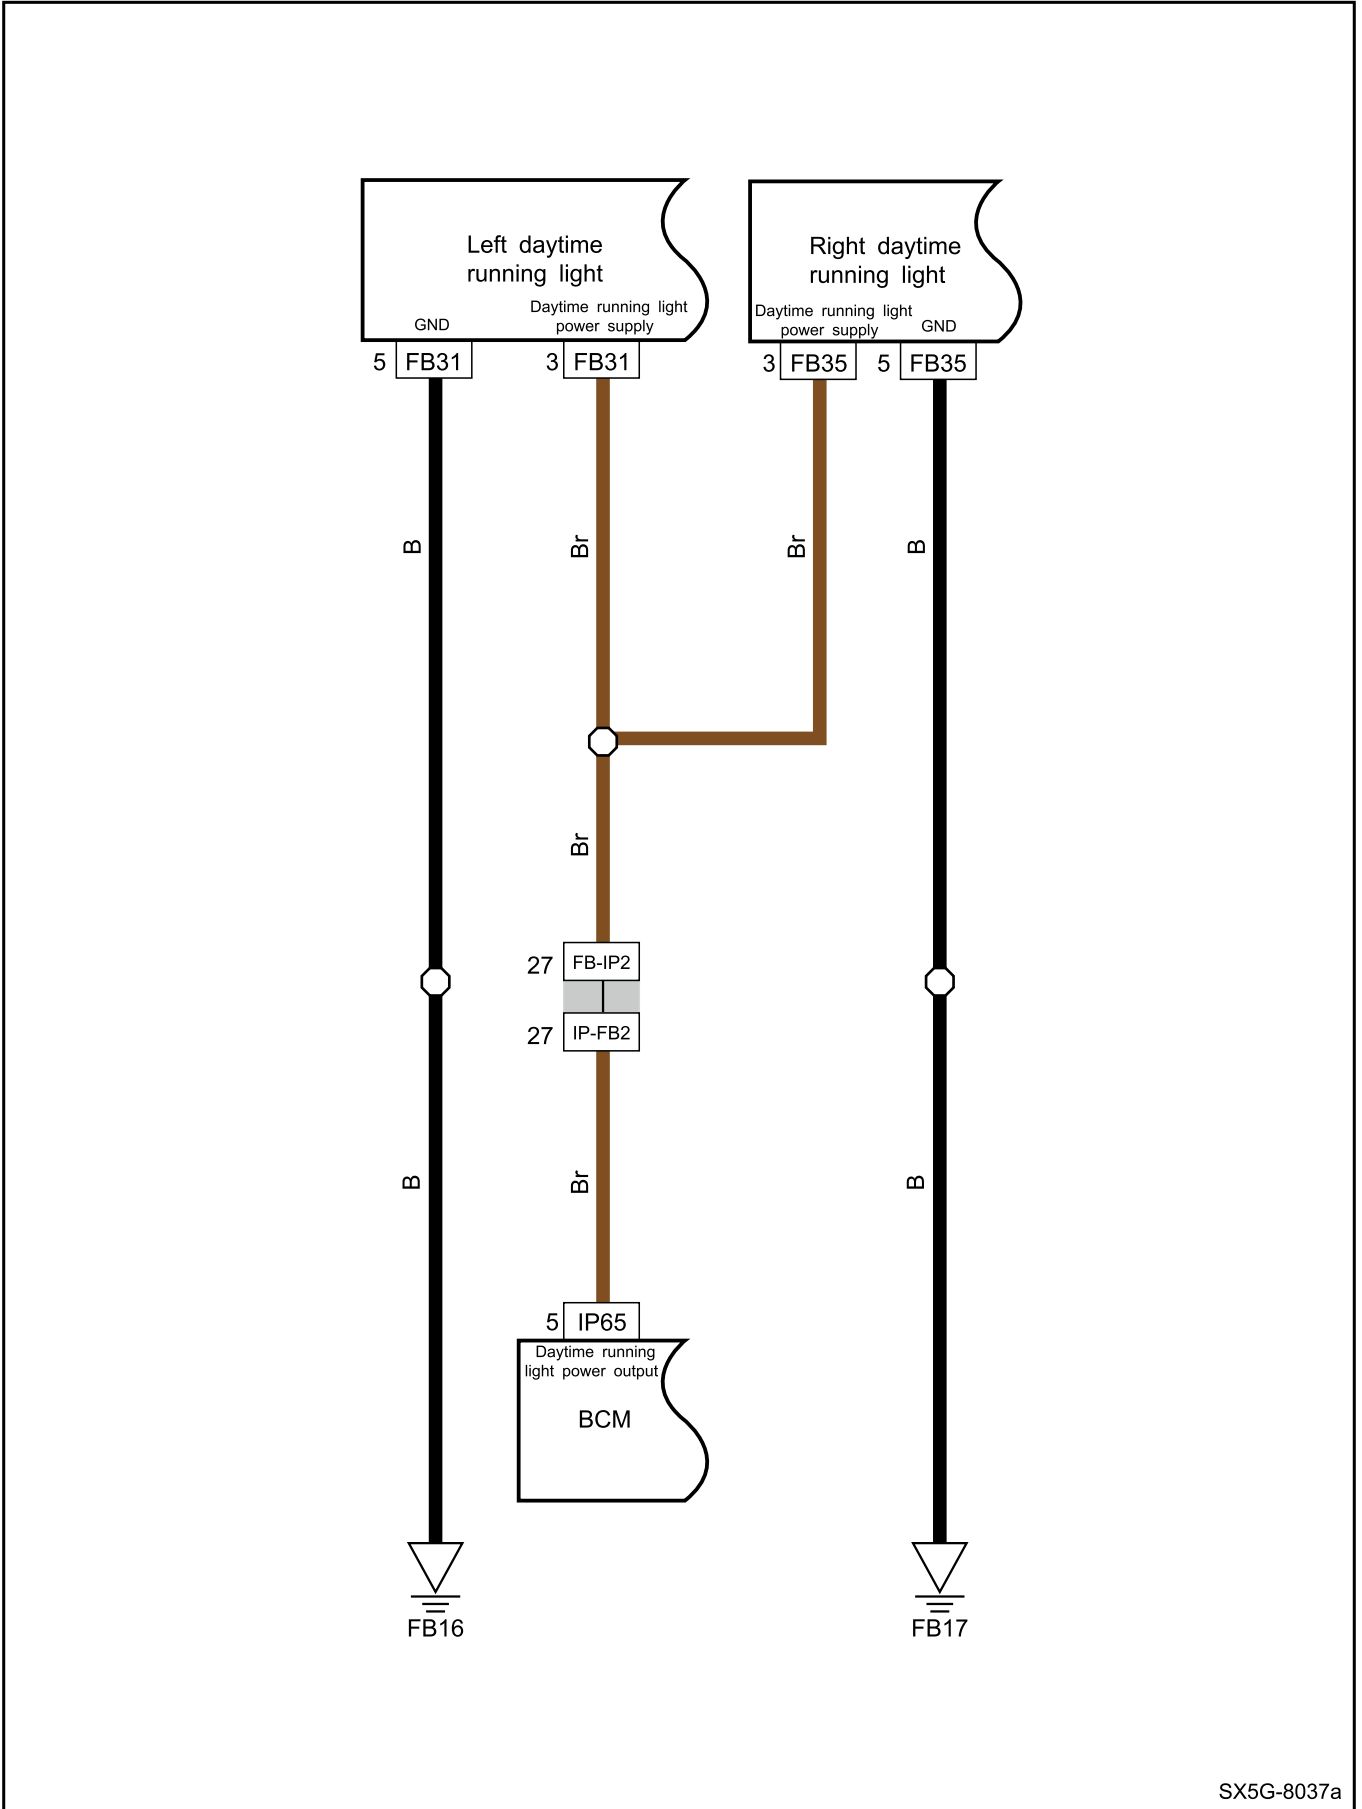 Left daytime
running light
Right daytime
running light
Daytime running light
power supply
GND
Daytime running light
power supply
GND
5 FB31
3 FB31
3 FB35
5 FB35
B
Br
Br
B
Br
27 FB-IP2
27 IP-FB2
B
Br
B
5 IP65
Daytime running
light power output
BCM
FB16
FB17
SX5G-8037a